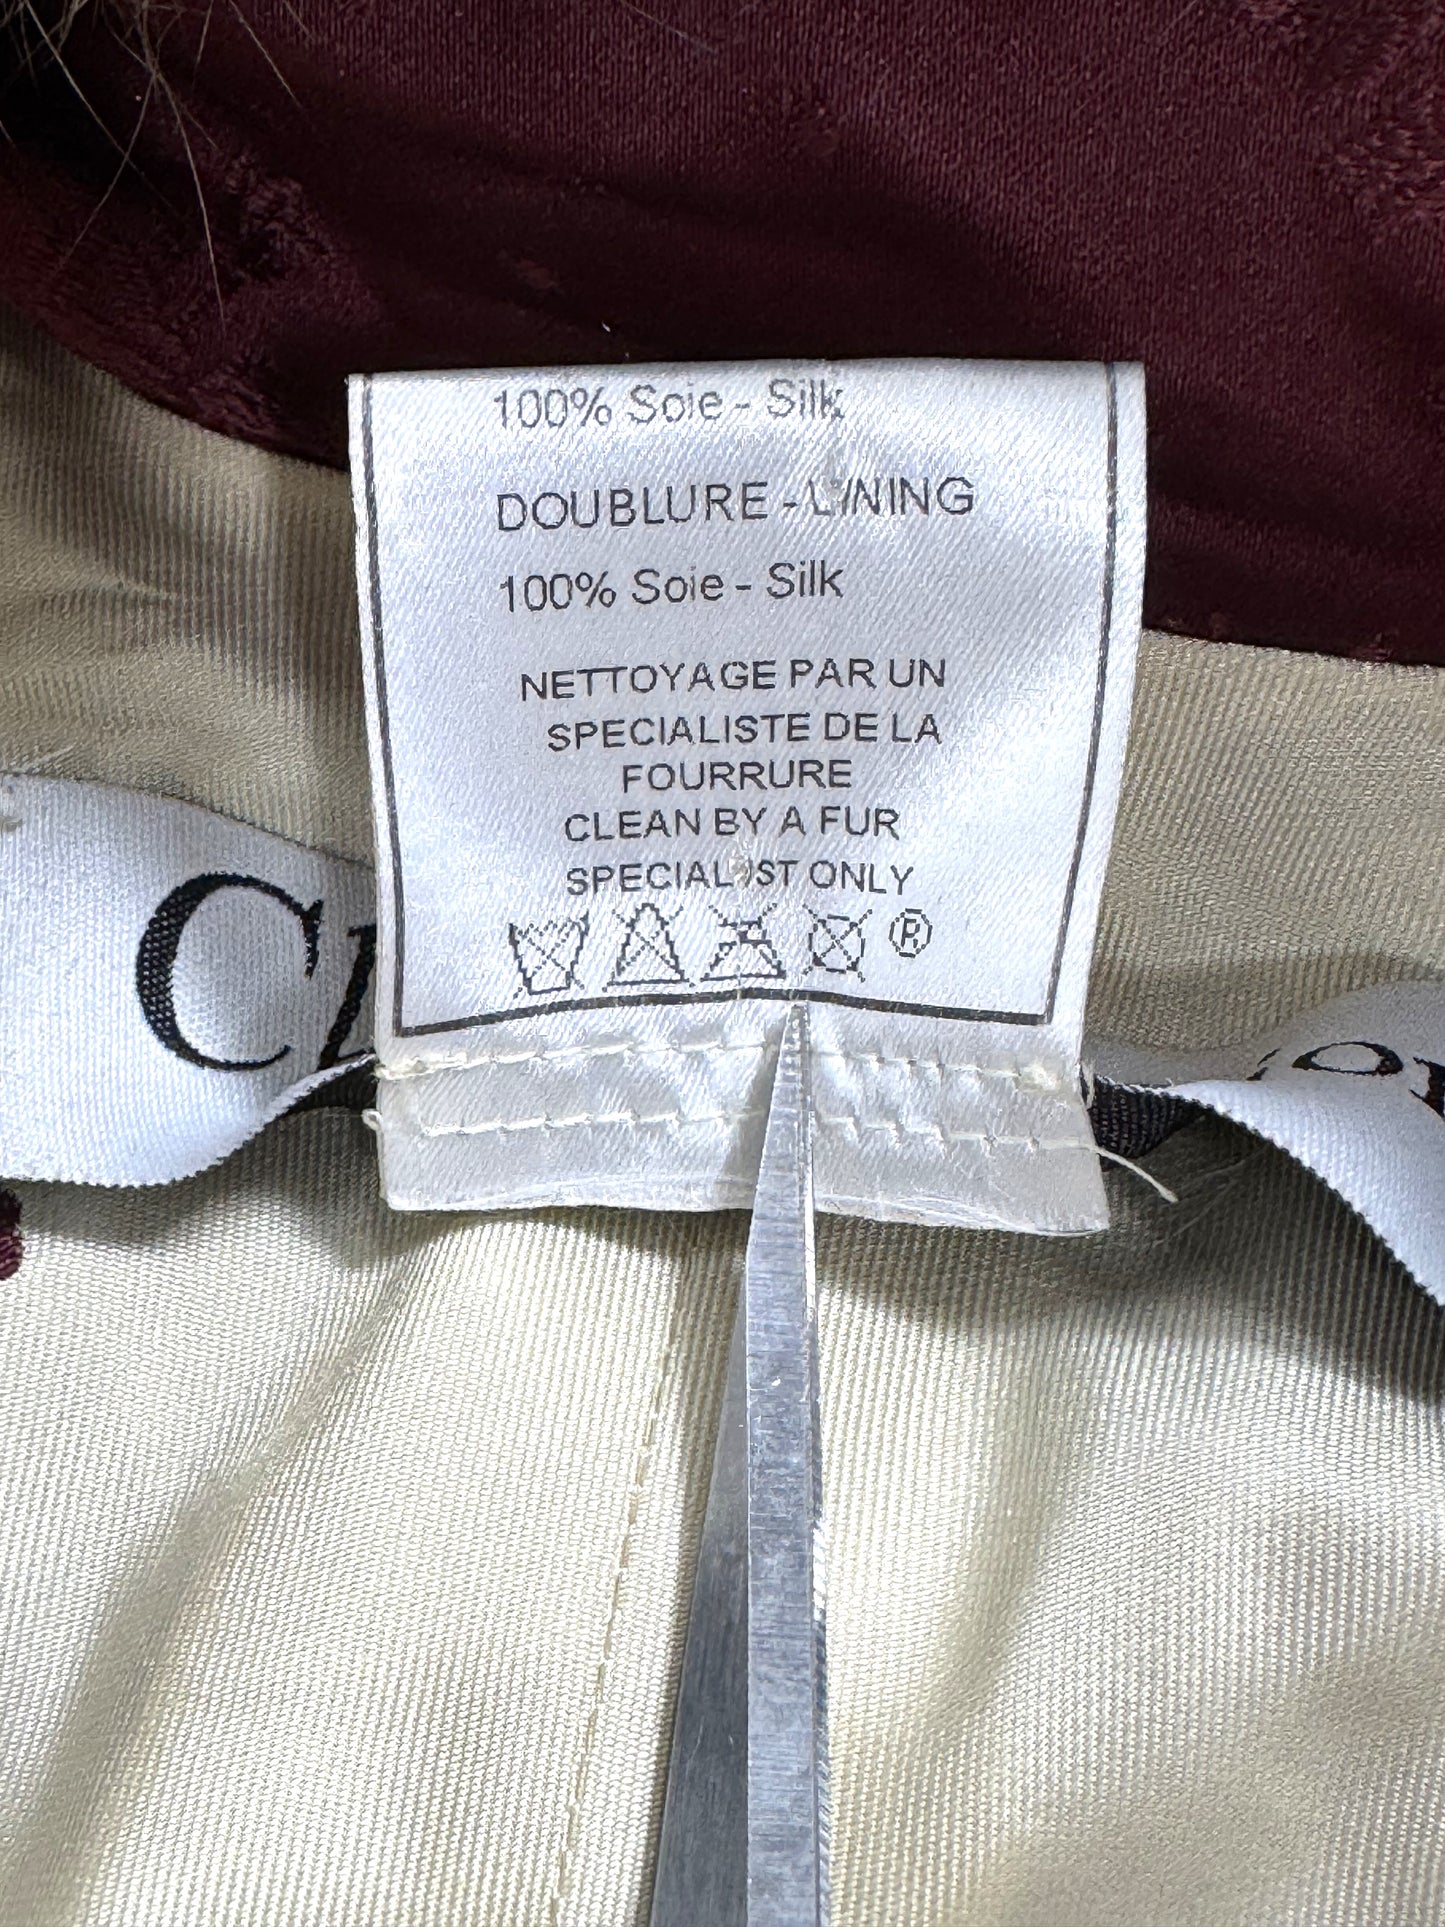 100% Soie - Silk
DOUBLURE - LINING
100% Soie - Silk
NETTOYAGE PAR UN
SPECIALISTE DE LA
FOURRURE
CLEAN BY A FUR
SPECIALIST ONLY
®